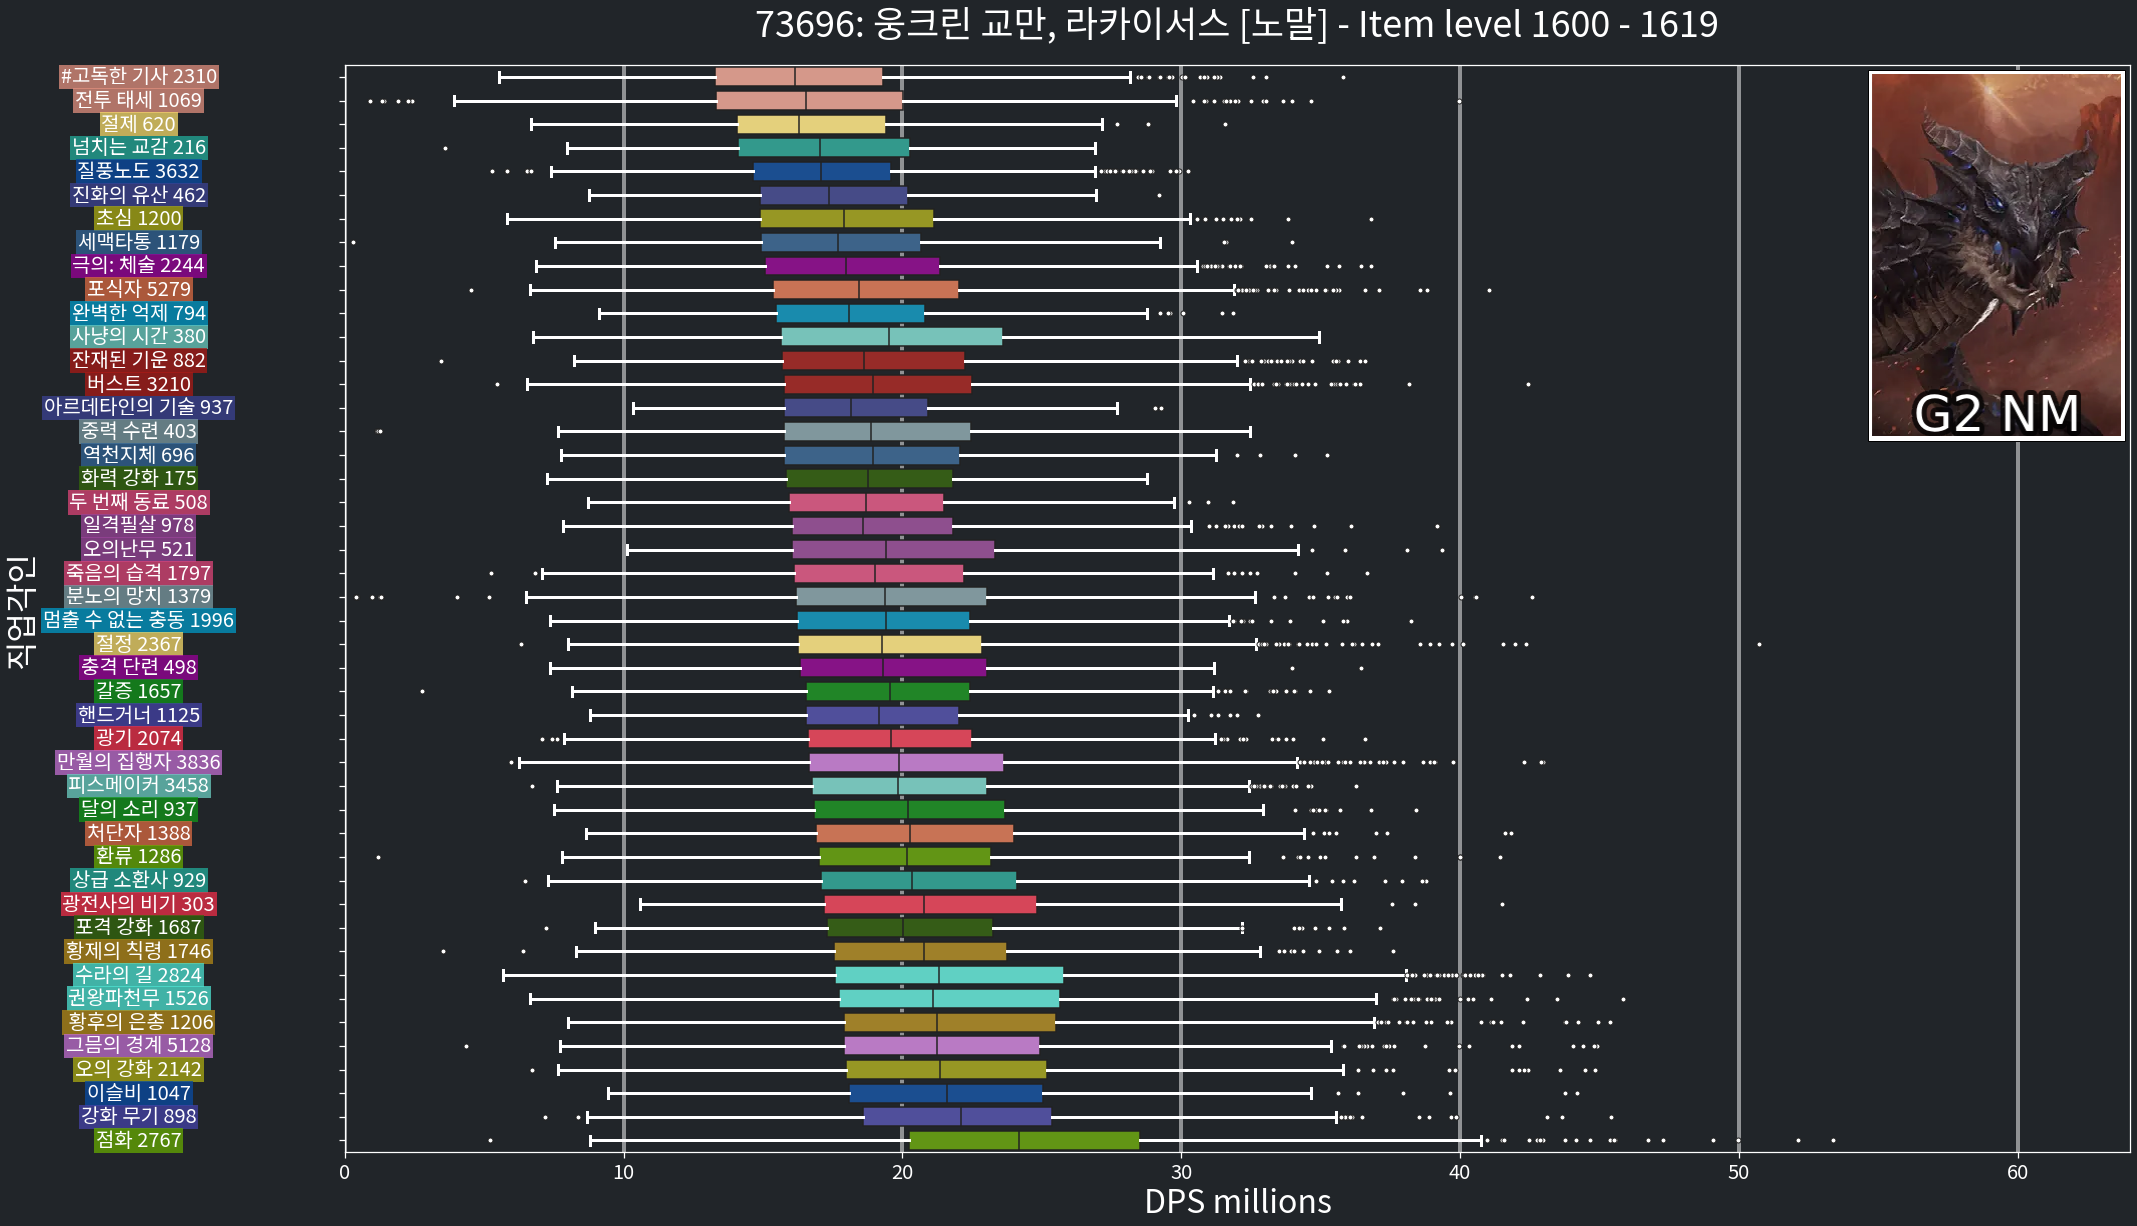 73696: 웅크린 교만, 라카이서스 [노말] - Item level 1600 - 1619
#고독한 기사 2310
전투 태세 1069
절제 620
넘치는 교감 216
질풍노도 3632
진화의 유산 462
초심 1200
세맥타통 1179
극의: 체술 2244
포식자 5279
완벽한 억제 794
사냥의 시간 380
잔재된 기운 882
버스트 3210
아르데타인의 기술 937
중력 수련 403
역천지체 696
화력 강화 175
두 번째 동료 508
일격필살 978
오의난무 521
죽음의 습격 1797
분노의 망치 1379
멈출 수 없는 충동 1996
절정 2367
충격 단련 498
갈증 1657
핸드거너 1125
광기 2074
만월의 집행자 3836
피스메이커 3458
달의 소리 937
처단자 1388
환류 1286
상급 소환사 929
광전사의 비기 303
포격 강화 1687
황제의 칙령 1746
수라의 길 2824
권왕파천무 1526
황후의 은총 1206
그믐의 경계 5128
오의 강화 2142
이슬비 1047
강화 무기 898
점화 2767
직업각인
G2 NM
0 10 20 30 40 50 60
DPS millions